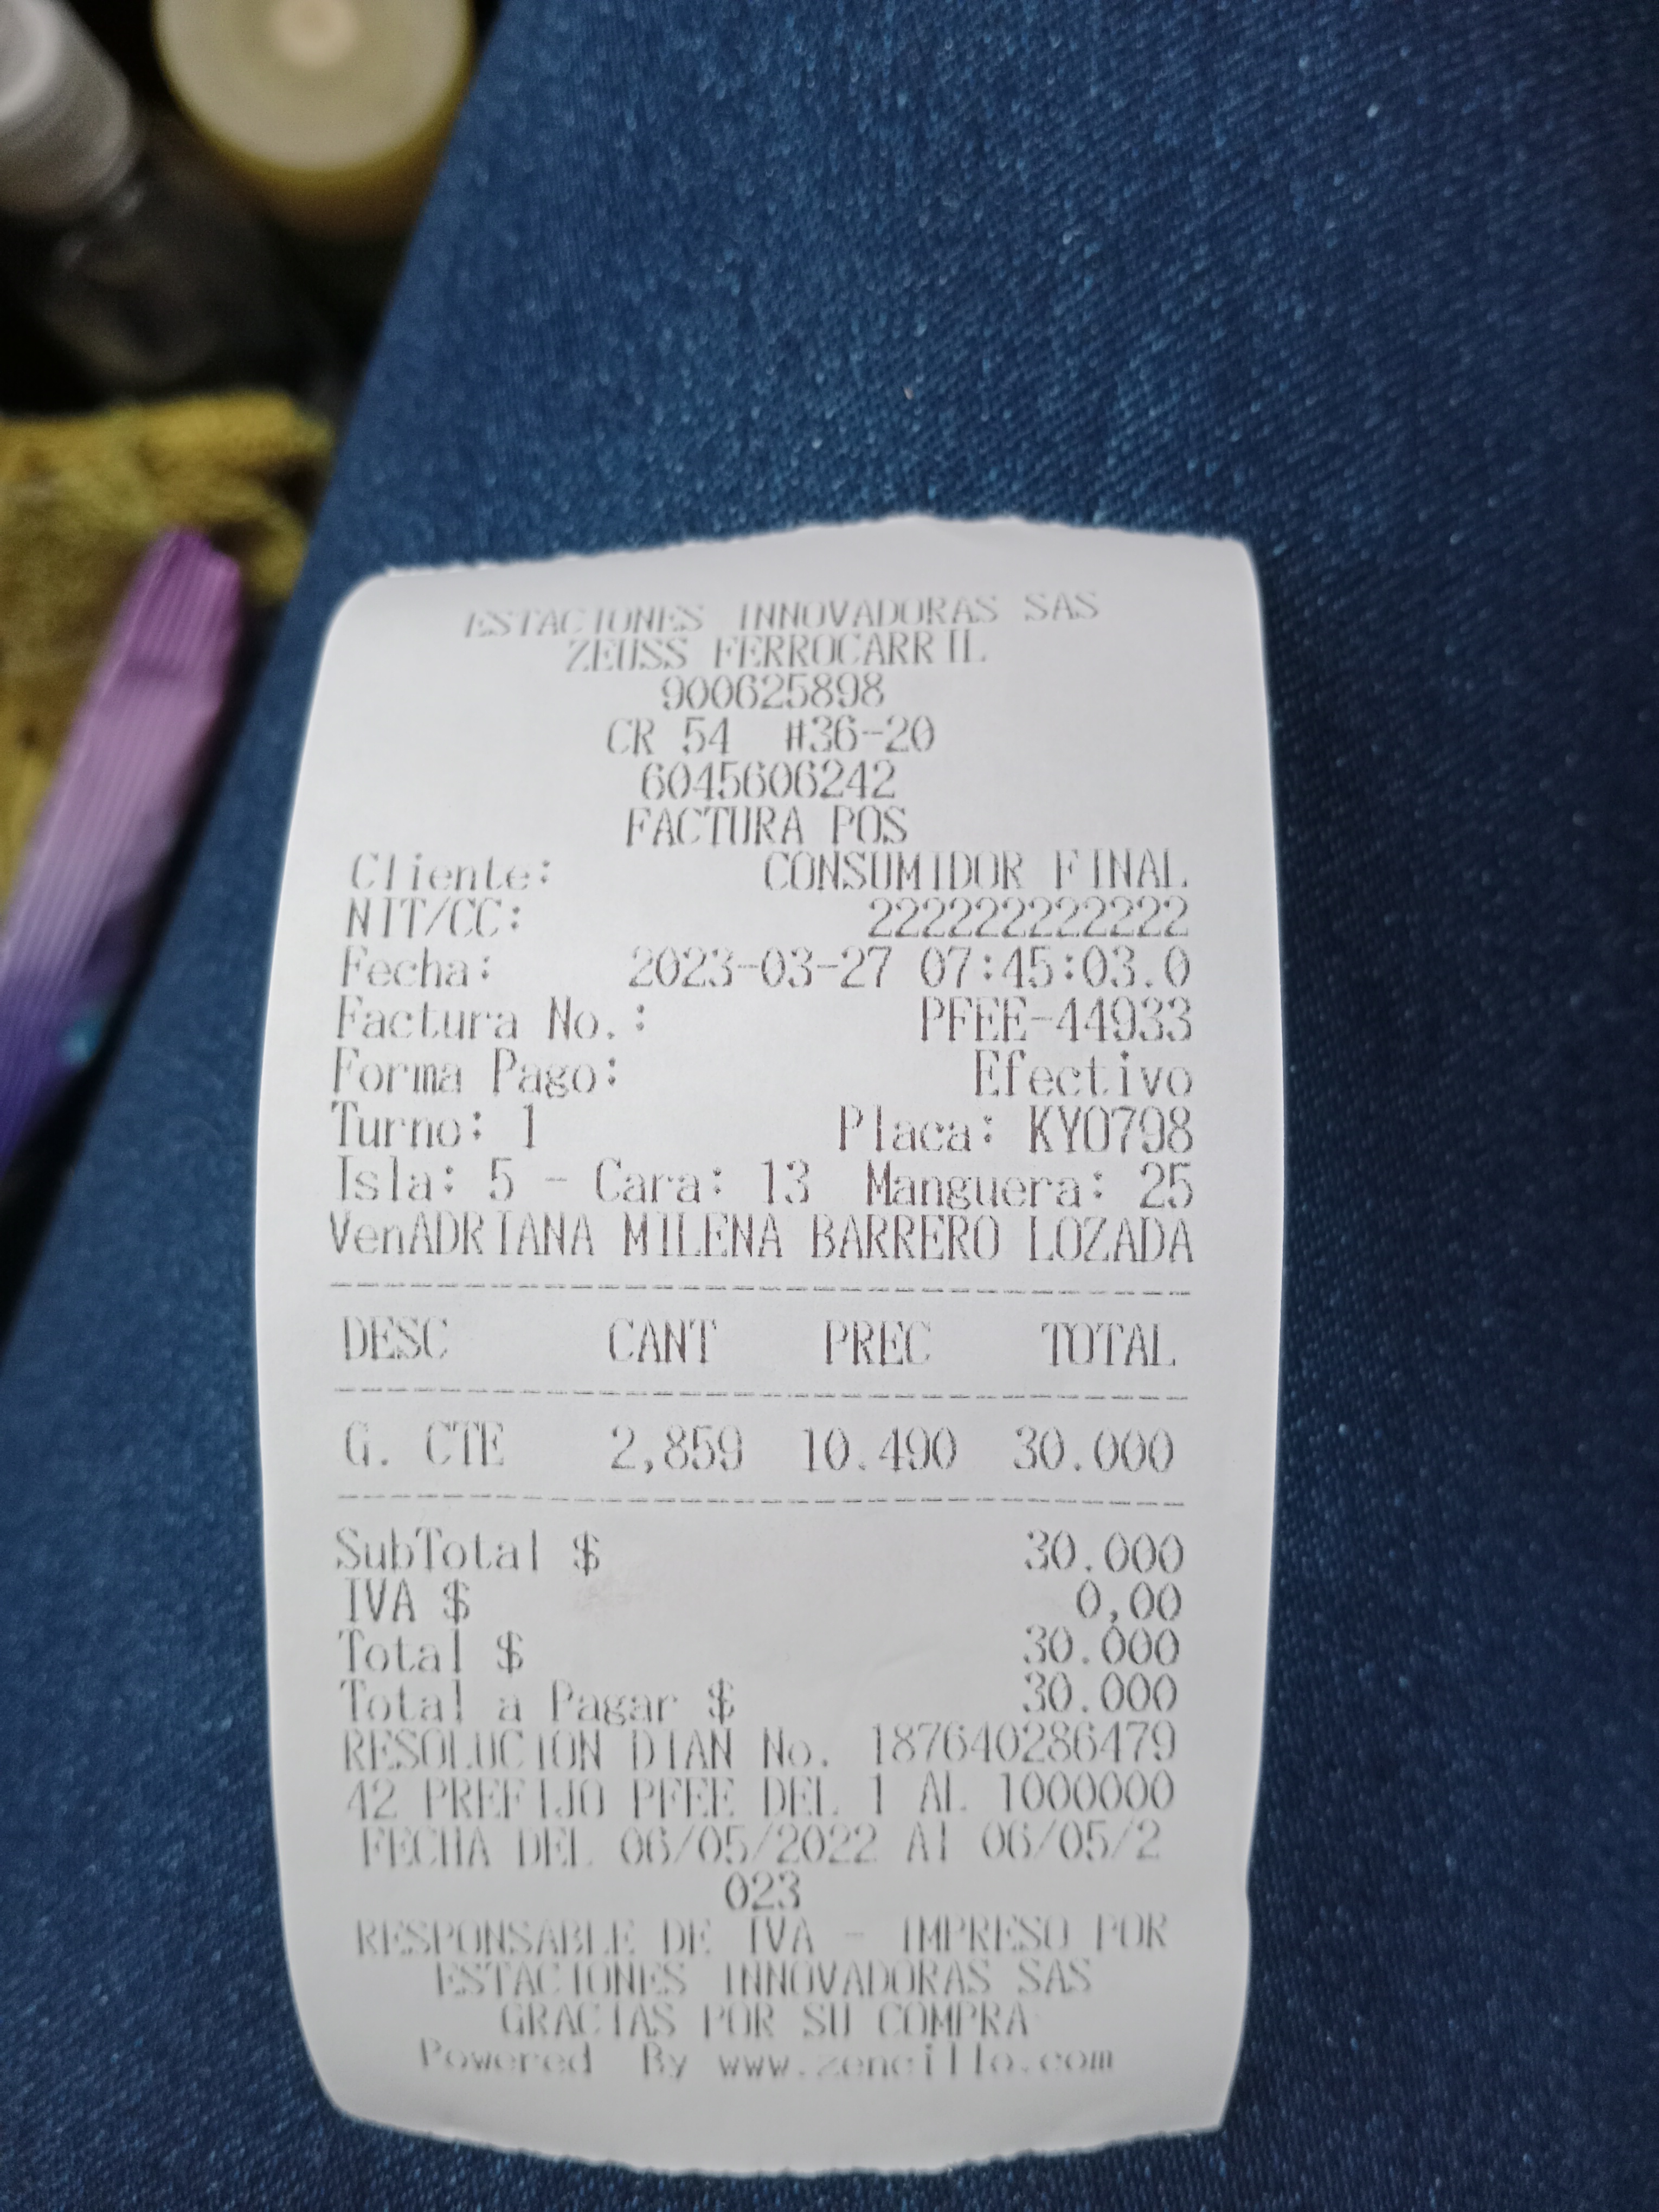 ESTACIONES INNOVADORAS SAS
ZEUSS FERROCARRIL
900625898
CR 54 #36-20
6045606242
FACTURA POS
Cliente: CONSUMIDOR FINAL
NIT/CC: 222222222222
Fecha: 2023-03-27 07:45:03.0
Factura No.: PFEE-44933
Forma Pago: Efectivo
Turno: 1 Placa: KYO798
Isla: 5 - Cara: 13 Manguera: 25
VenADRIANA MILENA BARRERO LOZADA
DESC CANT PREC TOTAL
G. CTE 2,859 10.490 30.000
SubTotal $ 30.000
IVA $ 0,00
Total $ 30.000
Total a Pagar $ 30.000
RESOLUCION DIAN No. 187640286479
42 PREFIJO PFEE DEL 1 AL 1000000
FECHA DEL 06/05/2022 Al 06/05/2
023
RESPONSABLE DE IVA - IMPRESO POR
ESTACIONES INNOVADORAS SAS
GRACIAS POR SU COMPRA
Powered By www.zencillo.com